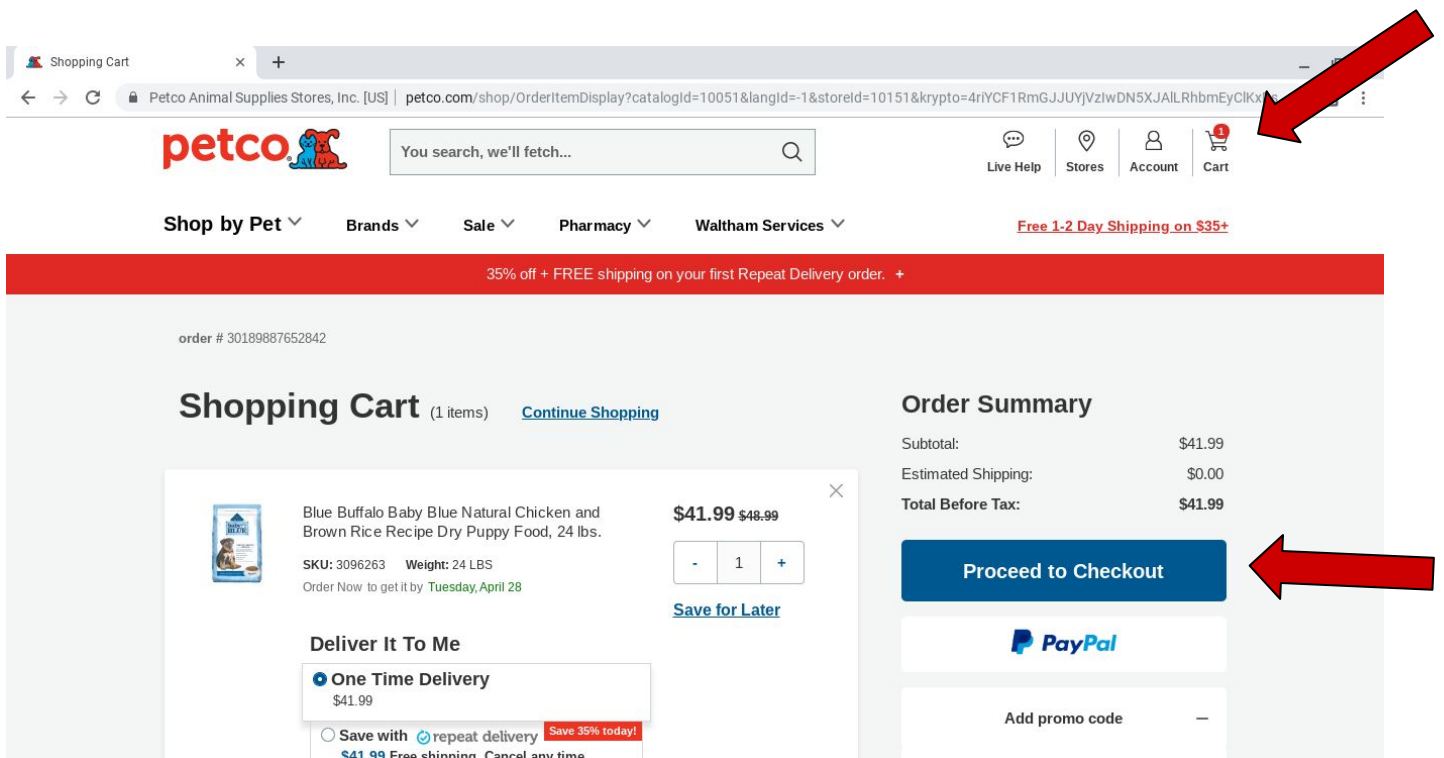 Shopping Cart
Petco Animal Supplies Stores, Inc. [US] | petco.com/shop/OrderItemDisplay?catalogId=10051&langId=-1&storeId=10151&krypto=
petco
You search, we'll fetch...
1
Live Help Stores Account Cart
Shop by Pet Brands Sale Pharmacy Waltham Services Free 1-2 Day Shipping on $35+
35% off + FREE shipping on your first Repeat Delivery order. +
order # 30189887652842
Shopping Cart (1 items) Continue Shopping
Order Summary
Subtotal: $41.99
Estimated Shipping: $0.00
Total Before Tax: $41.99
Blue Buffalo Baby Blue Natural Chicken and
Brown Rice Recipe Dry Puppy Food, 24 lbs.
$41.99 $48.99
SKU: 3096263 Weight: 24 LBS
Order Now to get it by Tuesday, April 28
- 1 +
Save for Later
Proceed to Checkout
PayPal
Deliver It To Me
One Time Delivery
$41.99
Save with repeat delivery Save 35% today!
$41.99 Free shipping. Cancel any time
Add promo code —